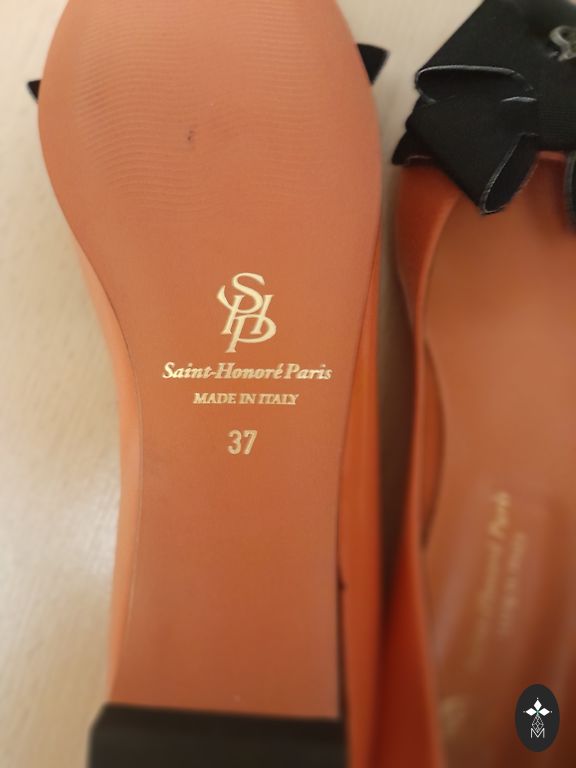 SHP
Saint-Honoré Paris
MADE IN ITALY
37